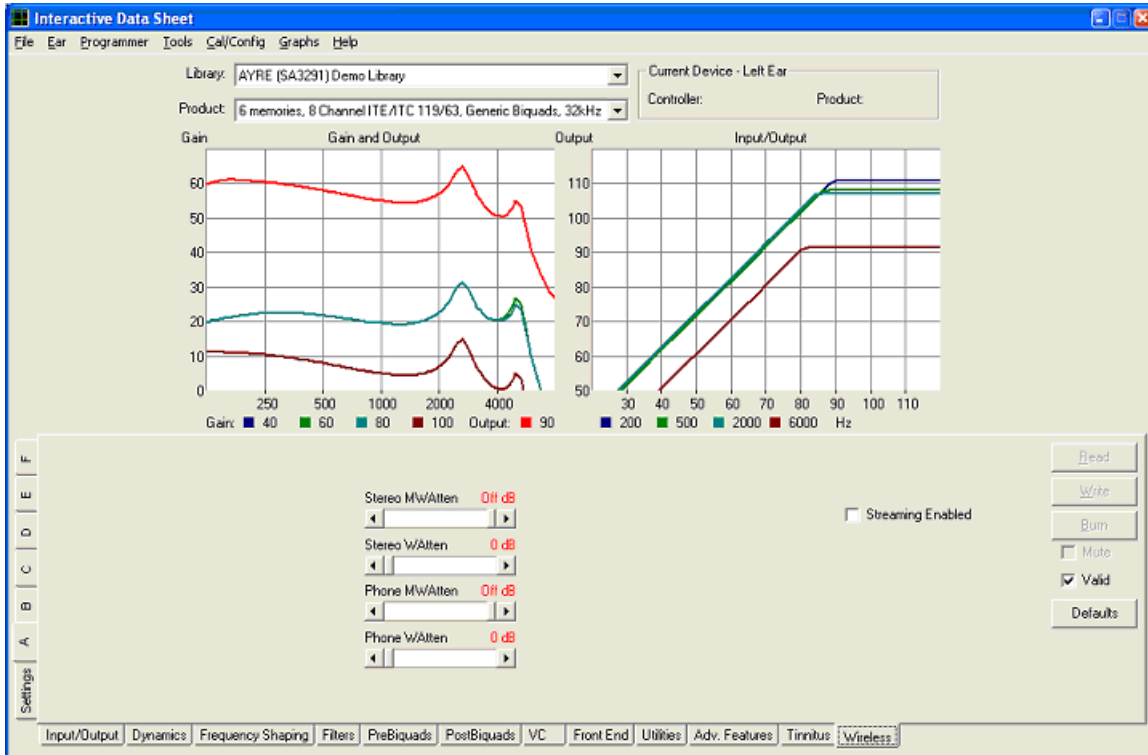 Interactive Data Sheet
File Ear Programmer Tools Cal/Config Graphs Help
Library: AYRE (SA3291) Demo Library
Current Device - Left Ear
Controller: Product:
Product: 6 memories, 8 Channel ITE/ITC 119/63, Generic Biquads, 32kHz
Gain Gain and Output Output Input/Output
60
50
40
30
20
10
0
250 500 1000 2000 4000
110
100
90
80
70
60
50
30 40 50 60 70 80 90 100 110
Gain: 40 60 80 100 Output: 90 200 500 2000 6000 Hz
F
E
D
C
B
A
Settings
Stereo MWAtten Off dB
Stereo WAtten 0 dB
Phone MWAtten Off dB
Phone WAtten 0 dB
Streaming Enabled
Read
Write
Burn
Mute
Valid
Defaults
Input/Output Dynamics Frequency Shaping Filters PreBiquads PostBiquads VC Front End Utilities Adv. Features Tinnitus Wireless